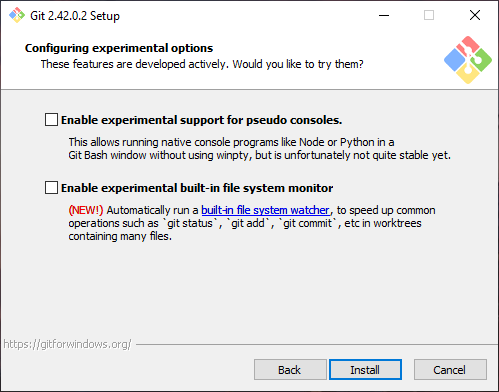 Git 2.42.0.2 Setup
Configuring experimental options
These features are developed actively. Would you like to try them?
Enable experimental support for pseudo consoles.
This allows running native console programs like Node or Python in a
Git Bash window without using winpty, but is unfortunately not quite stable yet.
Enable experimental built-in file system monitor
(NEW!) Automatically run a built-in file system watcher, to speed up common
operations such as `git status`, `git add`, `git commit`, etc in worktrees
containing many files.
https://gitforwindows.org/
Back
Install
Cancel